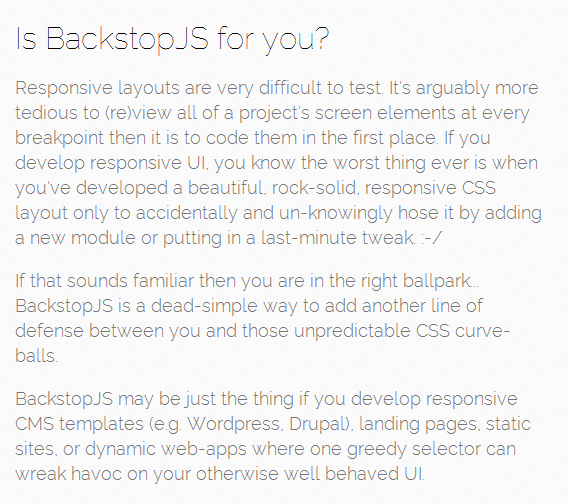 Is BackstopJS for you?
Responsive layouts are very difficult to test. It's arguably more
tedious to (re)view all of a project's screen elements at every
breakpoint then it is to code them in the first place. If you
develop responsive UI, you know the worst thing ever is when
you've developed a beautiful, rock-solid, responsive CSS
layout only to accidentally and un-knowingly hose it by adding
a new module or putting in a last-minute tweak. :-/
If that sounds familiar then you are in the right ballpark...
BackstopJS is a dead-simple way to add another line of
defense between you and those unpredictable CSS curve-
balls.
BackstopJS may be just the thing if you develop responsive
CMS templates (e.g. Wordpress, Drupal), landing pages, static
sites, or dynamic web-apps where one greedy selector can
wreak havoc on your otherwise well behaved UI.